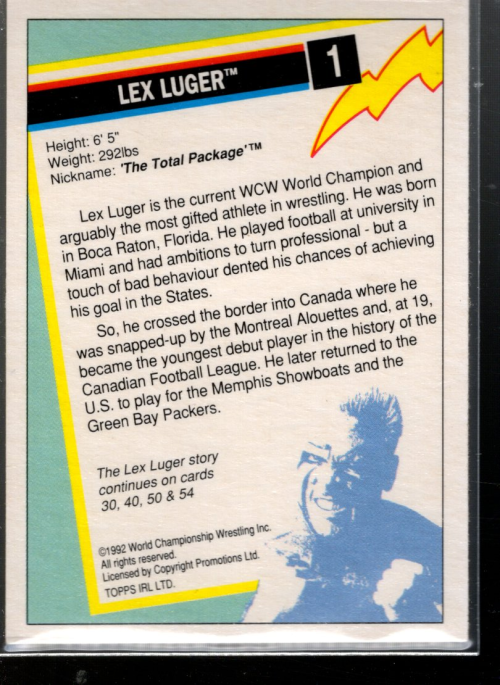 LEX LUGER™
1
Height: 6' 5"
Weight: 292lbs
Nickname: 'The Total Package'™
Lex Luger is the current WCW World Champion and
arguably the most gifted athlete in wrestling. He was born
in Boca Raton, Florida. He played football at university in
Miami and had ambitions to turn professional - but a
touch of bad behaviour dented his chances of achieving
his goal in the States.
So, he crossed the border into Canada where he
was snapped-up by the Montreal Alouettes and, at 19,
became the youngest debut player in the history of the
Canadian Football League. He later returned to the
U.S. to play for the Memphis Showboats and the
Green Bay Packers.
The Lex Luger story
continues on cards
30, 40, 50 & 54
©1992 World Championship Wrestling Inc.
All rights reserved.
Licensed by Copyright Promotions Ltd.
TOPPS IRL LTD.